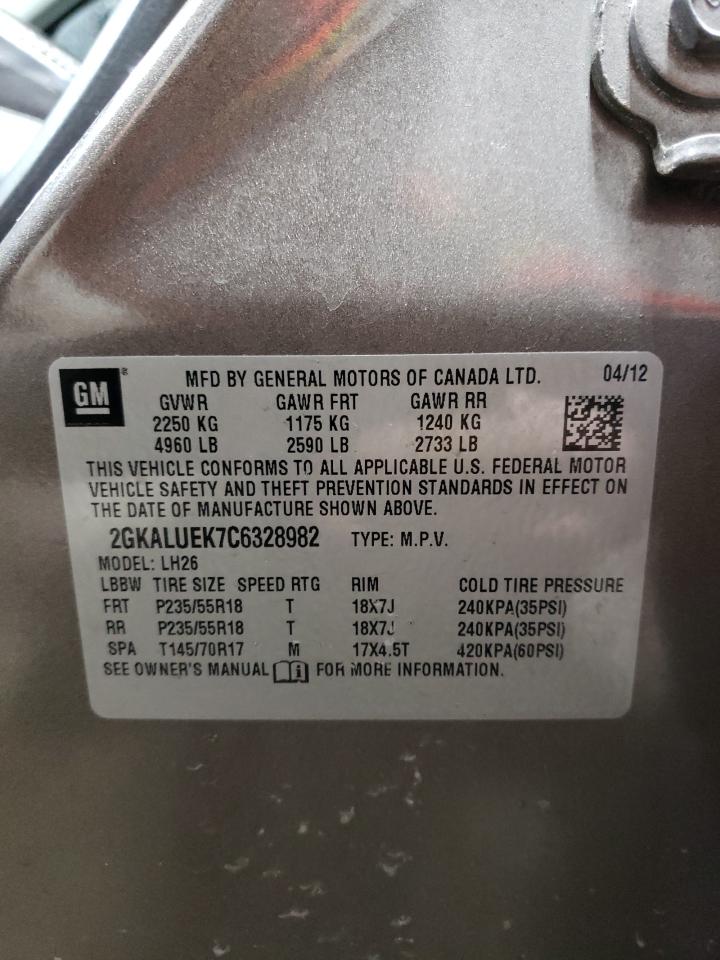 GM® MFD BY GENERAL MOTORS OF CANADA LTD. 04/12
GVWR GAWR FRT GAWR RR
2250 KG 1175 KG 1240 KG
4960 LB 2590 LB 2733 LB
THIS VEHICLE CONFORMS TO ALL APPLICABLE U.S. FEDERAL MOTOR
VEHICLE SAFETY AND THEFT PREVENTION STANDARDS IN EFFECT ON
THE DATE OF MANUFACTURE SHOWN ABOVE.
2GKALUEK7C6328982 TYPE: M.P.V.
MODEL: LH26
LBBW TIRE SIZE SPEED RTG RIM COLD TIRE PRESSURE
FRT P235/55R18 T 18X7J 240KPA(35PSI)
RR P235/55R18 T 18X7J 240KPA(35PSI)
SPA T145/70R17 M 17X4.5T 420KPA(60PSI)
SEE OWNER'S MANUAL i FOR MORE INFORMATION.